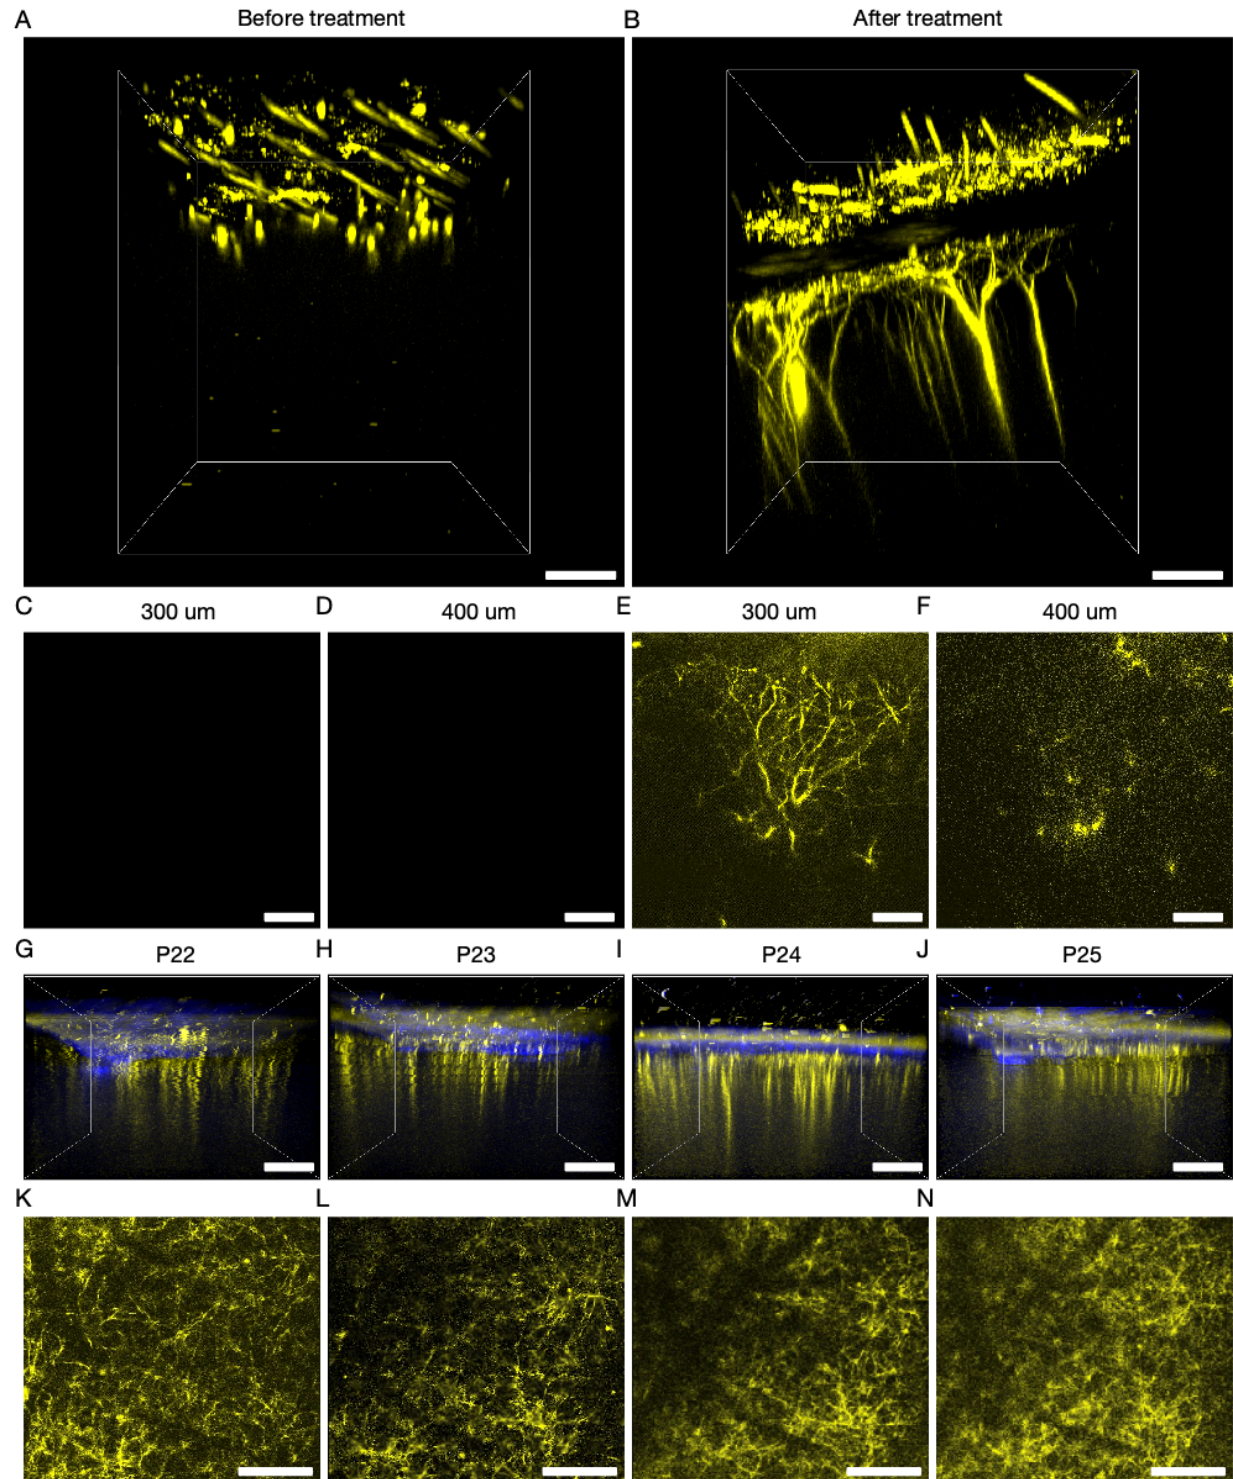 A Before treatment B After treatment
C 300 um D 400 um E 300 um F 400 um
G P22 H P23 I P24 J P25
K L M N